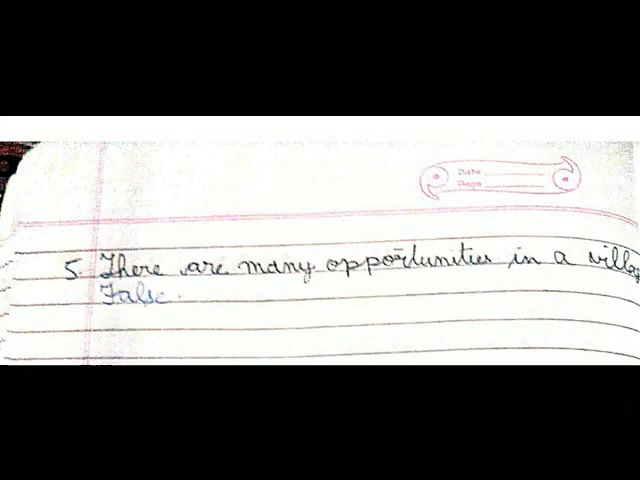 Date
Page
5. There are many opportunities in a villag
False.